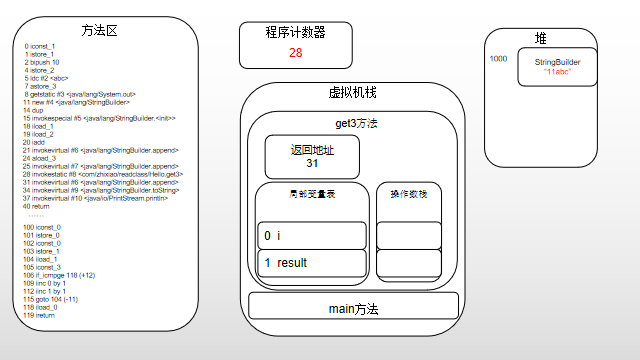 方法区
0 iconst_1
1 istore_1
2 bipush 10
4 istore_2
5 ldc #2 <abc>
7 astore_3
8 getstatic #3 <java/lang/System.out>
11 new #4 <java/lang/StringBuilder>
14 dup
15 invokespecial #5 <java/lang/StringBuilder.<init>>
18 iload_1
19 iload_2
20 iadd
21 invokevirtual #6 <java/lang/StringBuilder.append>
24 aload_3
25 invokevirtual #7 <java/lang/StringBuilder.append>
28 invokestatic #8 <com/zhixiao/readclass/Hello.get3>
31 invokevirtual #6 <java/lang/StringBuilder.append>
34 invokevirtual #9 <java/lang/StringBuilder.toString>
37 invokevirtual #10 <java/io/PrintStream.println>
40 return
……
100 iconst_0
101 istore_0
102 iconst_0
103 istore_1
104 iload_1
105 iconst_3
106 if_icmpge 118 (+12)
109 iinc 0 by 1
112 iinc 1 by 1
115 goto 104 (-11)
118 iload_0
119 ireturn
程序计数器
28
虚拟机栈
get3方法
返回地址
31
局部变量表
0 i
1 result
操作数栈
main方法
堆
1000
StringBuilder
"11abc"